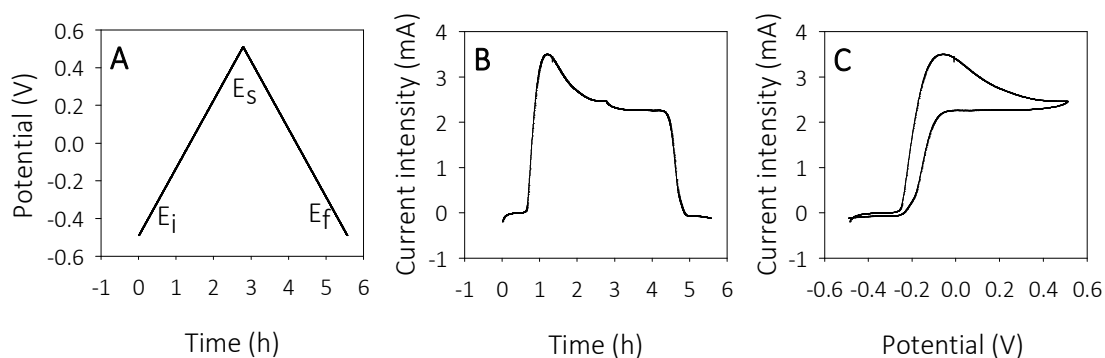 A
Potential (V)
0.6
0.4
0.2
0.0
-0.2
-0.4
-0.6
E_s
E_i
E_f
-1 0 1 2 3 4 5 6
Time (h)
B
Current intensity (mA)
4
3
2
1
0
-1
-1 0 1 2 3 4 5 6
Time (h)
C
Current intensity (mA)
4
3
2
1
0
-1
-0.6 -0.4 -0.2 0.0 0.2 0.4 0.6
Potential (V)